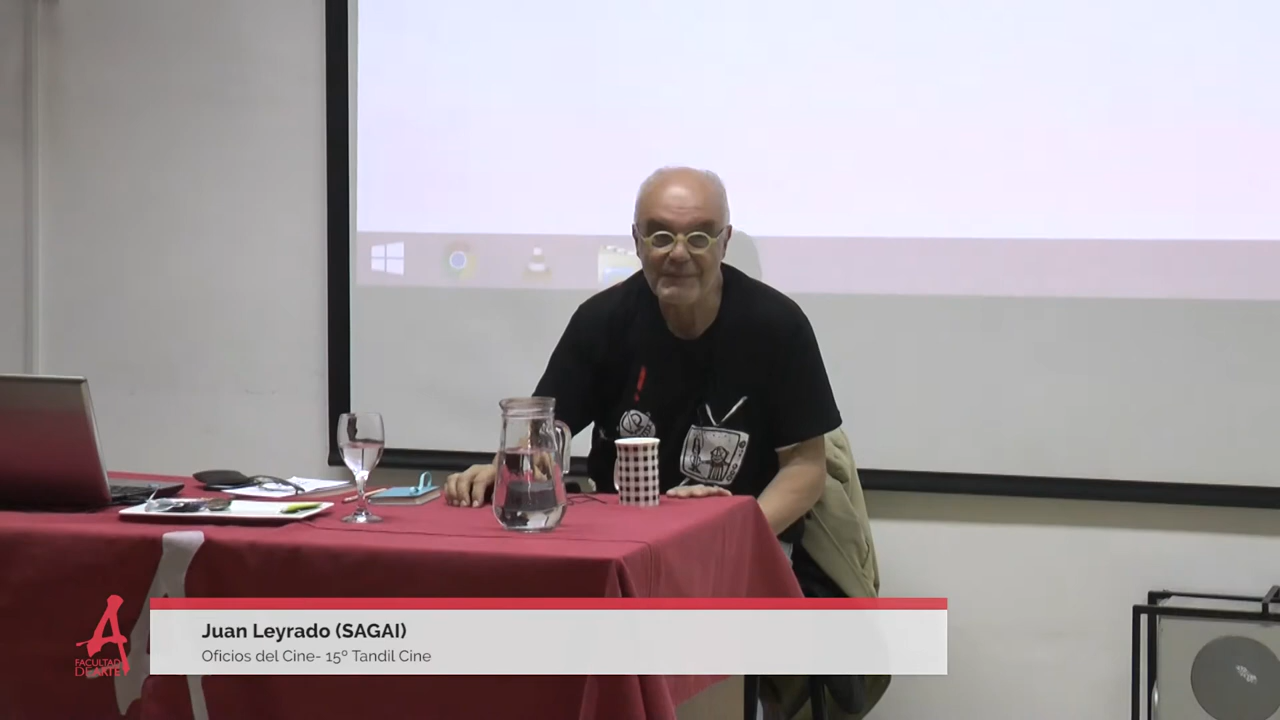 Juan Leyrado (SAGAI)
Oficios del Cine- 15º Tandil Cine
FACULTAD
DE ARTE